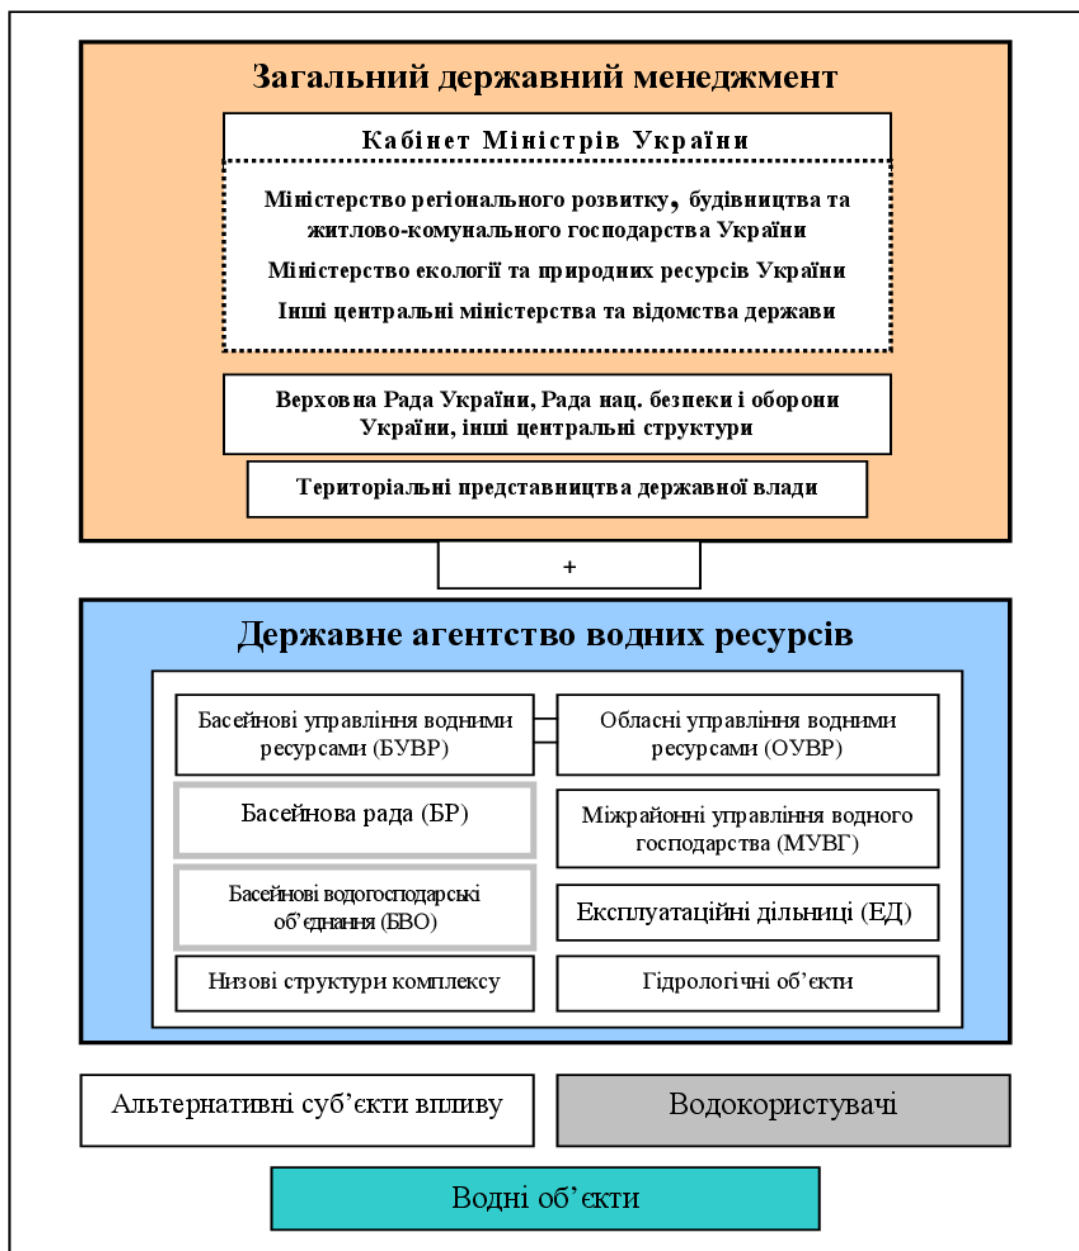 Загальний державний менеджмент
Кабінет Міністрів України
Міністерство регіонального розвитку, будівництва та
житлово-комунального господарства України
Міністерство екології та природних ресурсів України
Інші центральні міністерства та відомства держави
Верховна Рада України, Рада нац. безпеки і оборони
України, інші центральні структури
Територіальні представництва державної влади
+
Державне агентство водних ресурсів
Басейнові управління водними
ресурсами (БУВР)
Обласні управління водними
ресурсами (ОУВР)
Басейнова рада (БР)
Міжрайонні управління водного
господарства (МУВГ)
Басейнові водогосподарські
об’єднання (БВО)
Експлуатаційні дільниці (ЕД)
Низові структури комплексу
Гідрологічні об’єкти
Альтернативні суб’єкти впливу
Водокористувачі
Водні об’єкти